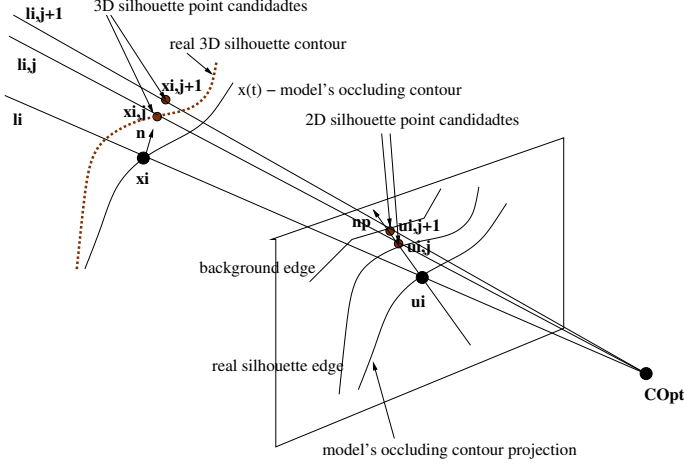 3D silhouette point candidadtes
li,j+1
real 3D silhouette contour
li,j
xi,j+1
x(t) – model's occluding contour
xi,j
li
n
2D silhouette point candidadtes
xi
np
ui,j+1
ui,j
background edge
ui
real silhouette edge
COpt
model's occluding contour projection